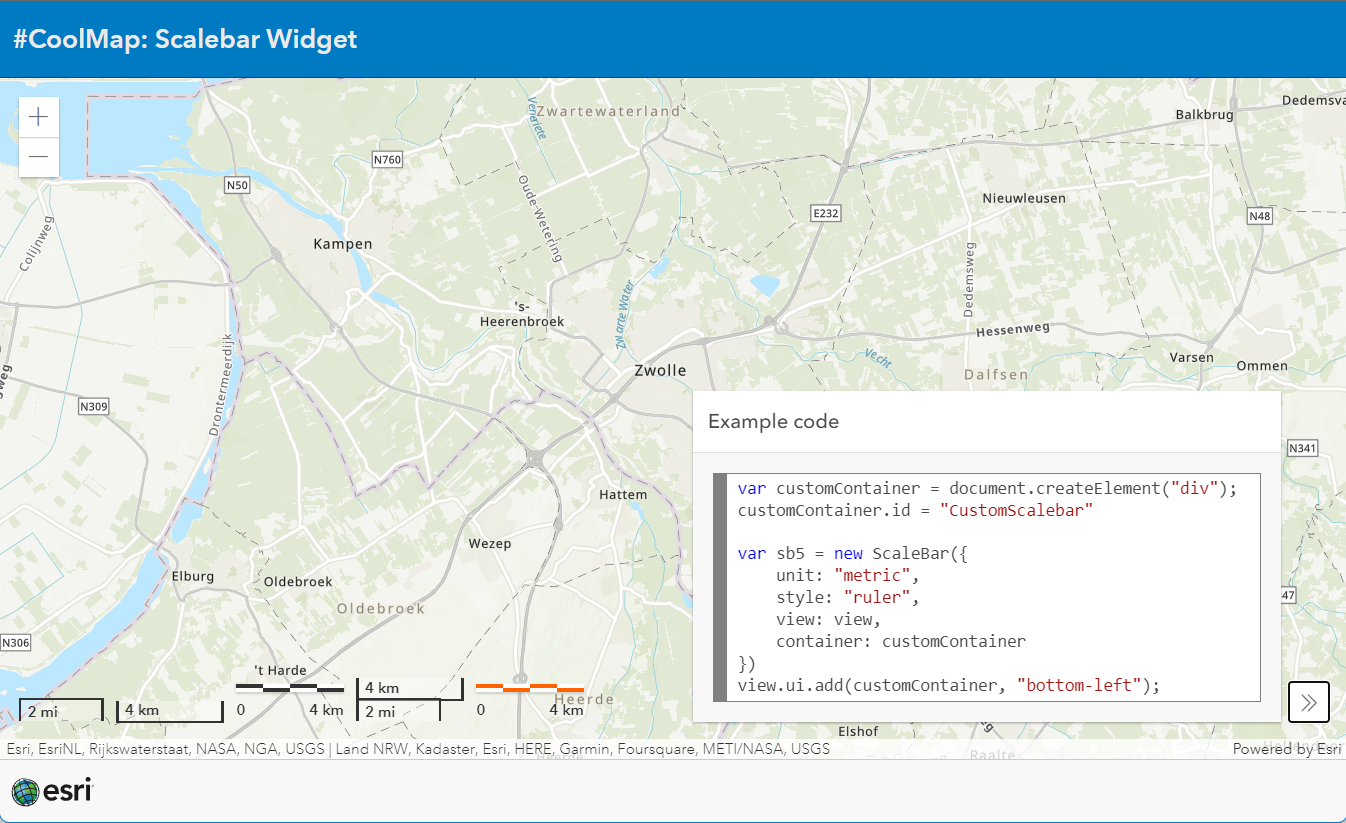 #CoolMap: Scalebar Widget
+
−
Dedemsva
Zwartewaterland
Balkbrug
Veneriete
N760
N50
Oude-Wetering
Nieuwleusen
E232
N48
Colijnweg
Kampen
Dedemsweg
Zwarte Water
's-
Heerenbroek
Hessenweg
Drontermeerdijk
Vecht
Varsen
Ommen
Zwolle
Dalfsen
weg
N309
Example code
N341
var customContainer = document.createElement("div");
customContainer.id = "CustomScalebar"
Hattem
Wezep
var sb5 = new ScaleBar({
unit: "metric",
style: "ruler",
view: view,
container: customContainer
})
view.ui.add(customContainer, "bottom-left");
Elburg
Oldebroek
47
Oldebroek
N306
't Harde
Heerde
2 mi
4 km
0 4 km
4 km
2 mi
0 4 km
g
Elshof
Esri, EsriNL, Rijkswaterstaat, NASA, NGA, USGS | Land NRW, Kadaster, Esri, HERE, Garmin, Foursquare, METI/NASA, USGS
Powered by Esri
Heerde
Raalte
esri